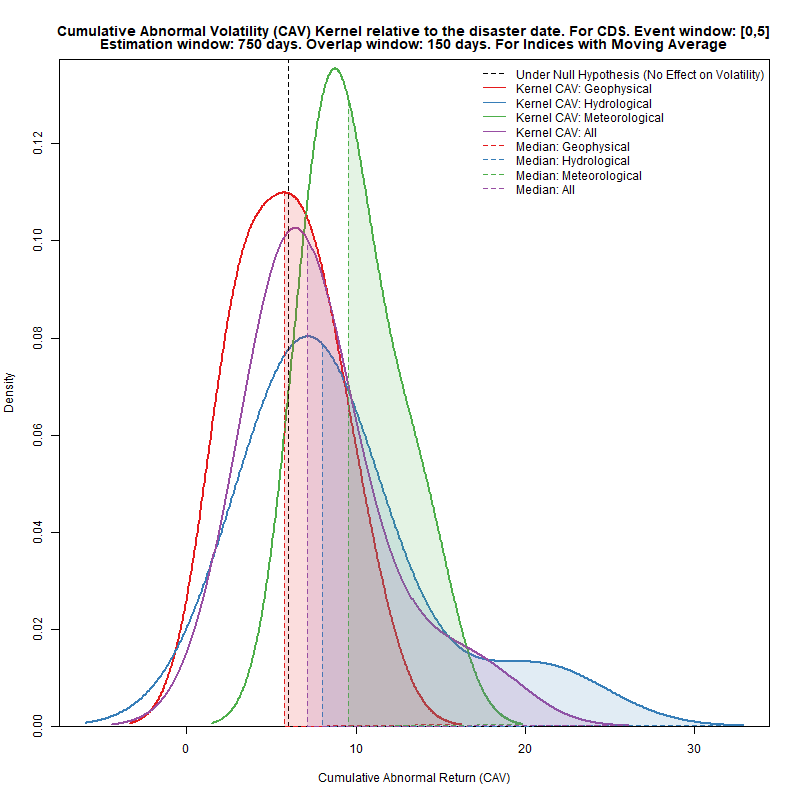 Cumulative Abnormal Volatility (CAV) Kernel relative to the disaster date. For CDS. Event window: [0,5]
Estimation window: 750 days. Overlap window: 150 days. For Indices with Moving Average
Under Null Hypothesis (No Effect on Volatility)
Kernel CAV: Geophysical
Kernel CAV: Hydrological
Kernel CAV: Meteorological
Kernel CAV: All
Median: Geophysical
Median: Hydrological
Median: Meteorological
Median: All
Density
0.12
0.10
0.08
0.06
0.04
0.02
0.00
0 10 20 30
Cumulative Abnormal Return (CAV)